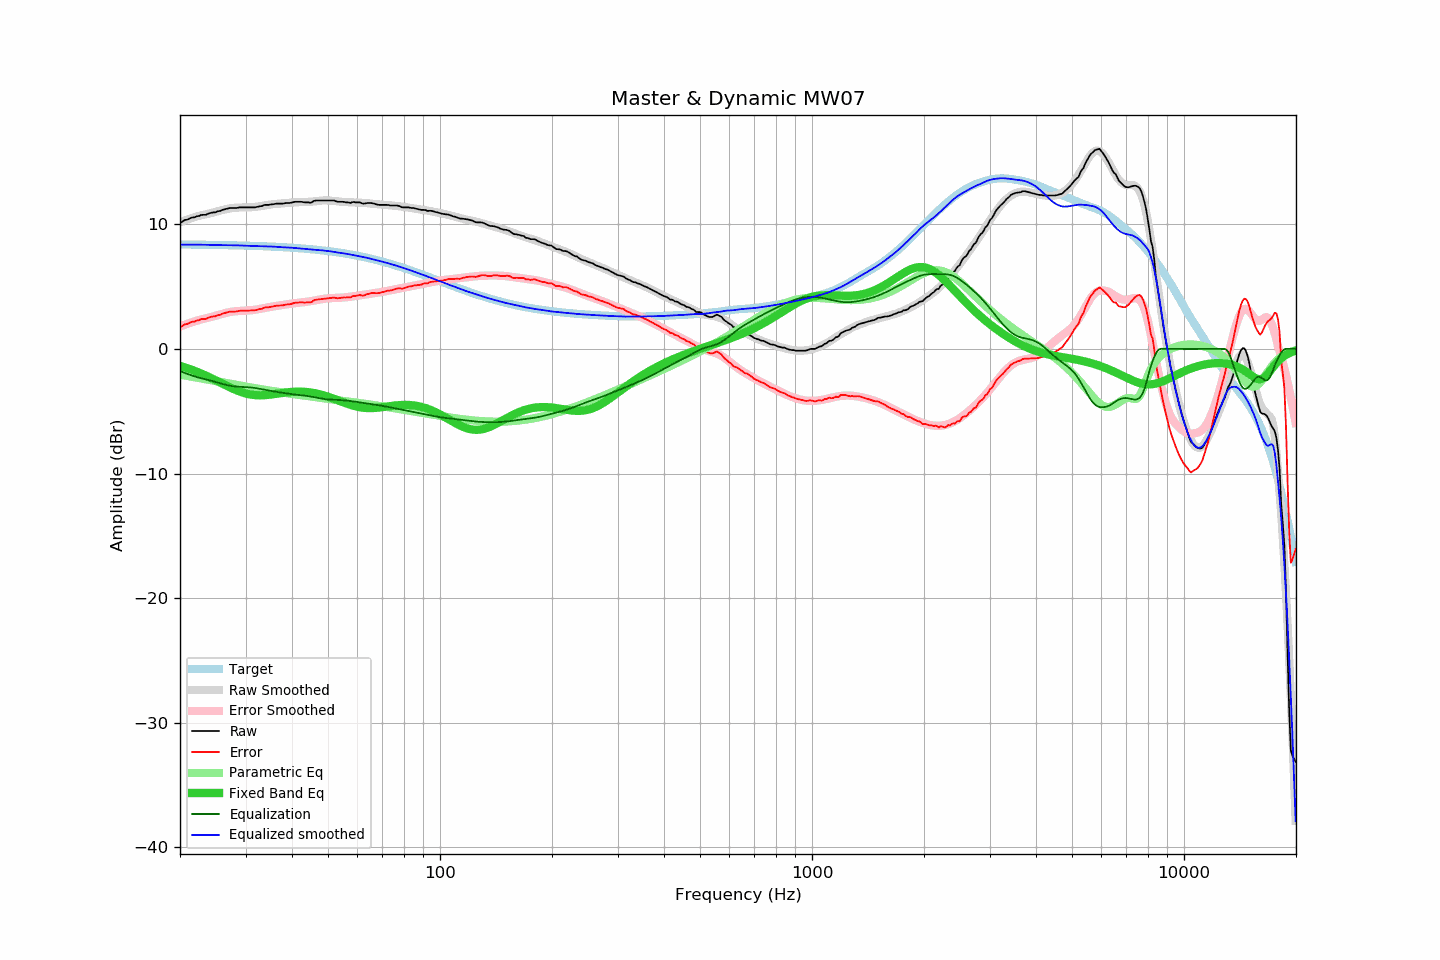 Master & Dynamic MW07
10
0
−10
−20
−30
−40
Amplitude (dBr)
Target
Raw Smoothed
Error Smoothed
Raw
Error
Parametric Eq
Fixed Band Eq
Equalization
Equalized smoothed
100
1000
10000
Frequency (Hz)